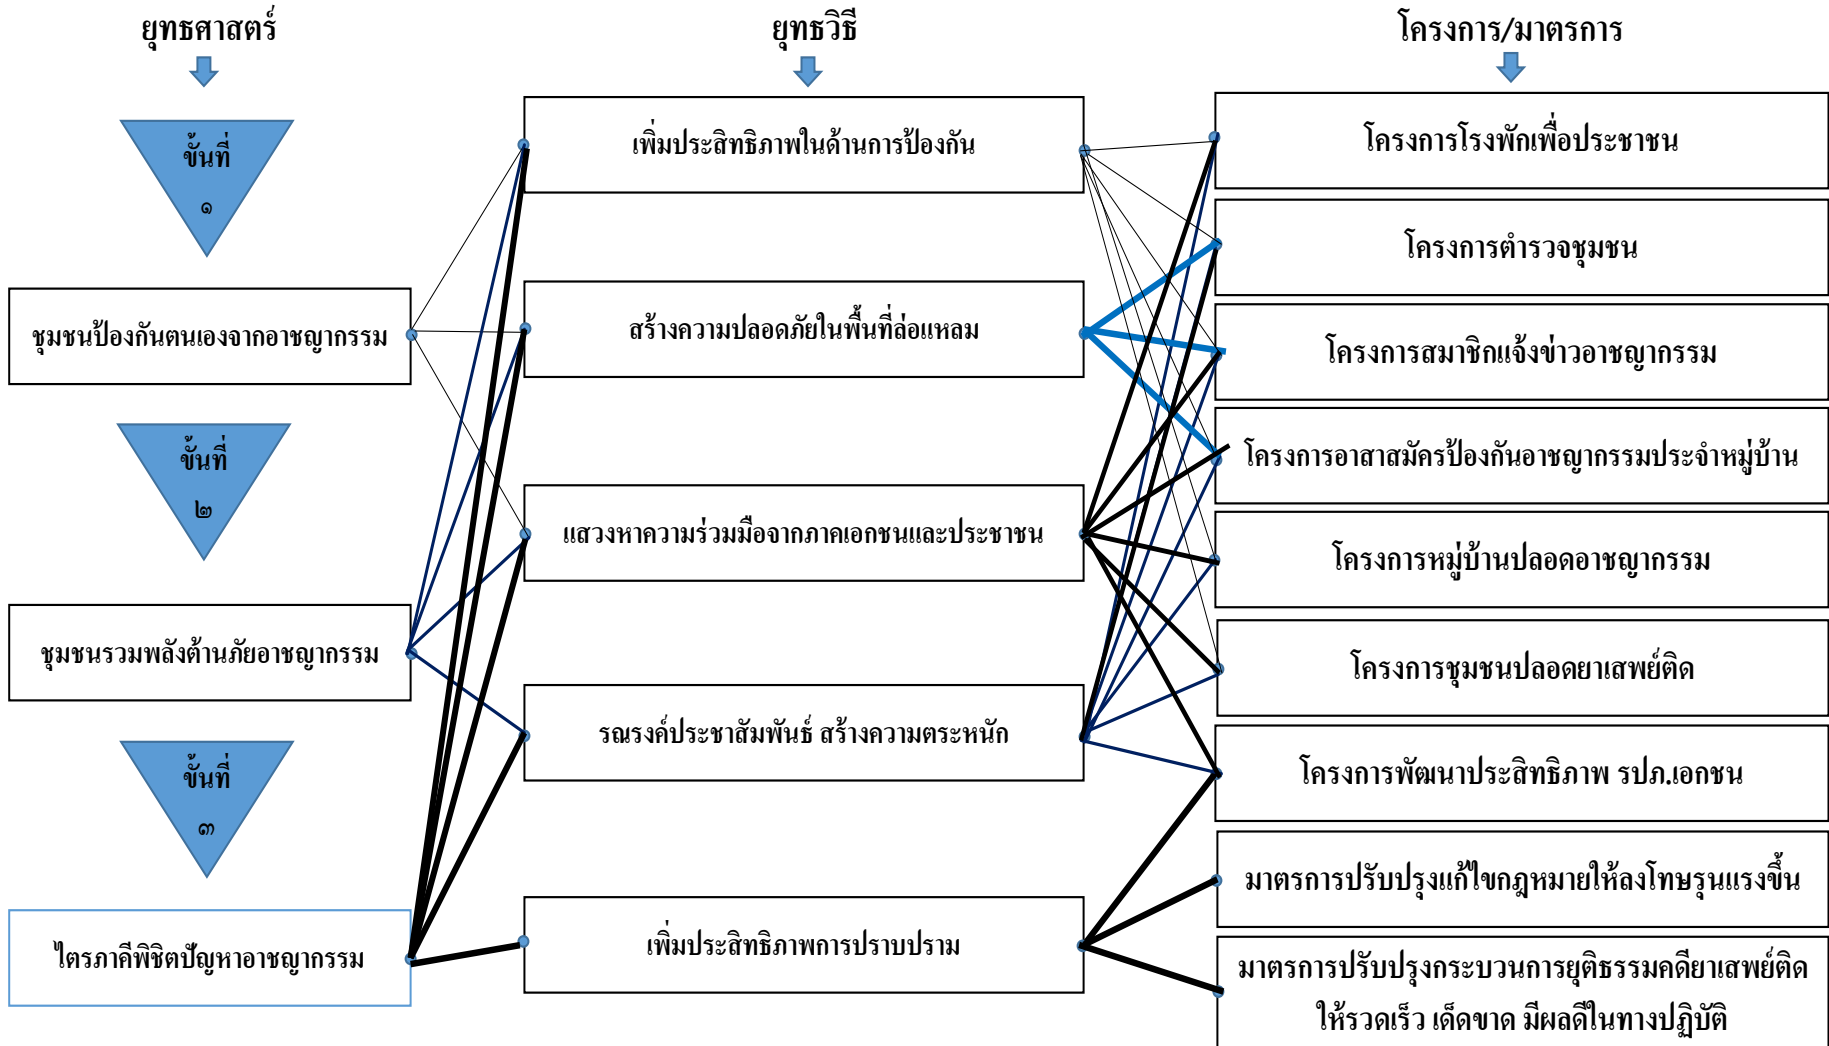 ยุทธศาสตร์
ยุทธวิธี
โครงการ/มาตรการ
ขั้นที่
๑
ชุมชนป้องกันตนเองจากอาชญากรรม
ขั้นที่
๒
ชุมชนรวมพลังต้านภัยอาชญากรรม
ขั้นที่
๓
ไตรภาคีพิชิตปัญหาอาชญากรรม
เพิ่มประสิทธิภาพในด้านการป้องกัน
สร้างความปลอดภัยในพื้นที่ล่อแหลม
แสวงหาความร่วมมือจากภาคเอกชนและประชาชน
รณรงค์ประชาสัมพันธ์ สร้างความตระหนัก
เพิ่มประสิทธิภาพการปราบปราม
โครงการโรงพักเพื่อประชาชน
โครงการตำรวจชุมชน
โครงการสมาชิกแจ้งข่าวอาชญากรรม
โครงการอาสาสมัครป้องกันอาชญากรรมประจำหมู่บ้าน
โครงการหมู่บ้านปลอดอาชญากรรม
โครงการชุมชนปลอดยาเสพย์ติด
โครงการพัฒนาประสิทธิภาพ รปภ.เอกชน
มาตรการปรับปรุงแก้ไขกฎหมายให้ลงโทษรุนแรงขึ้น
มาตรการปรับปรุงกระบวนการยุติธรรมคดียาเสพย์ติด
ให้รวดเร็ว เด็ดขาด มีผลดีในทางปฏิบัติ